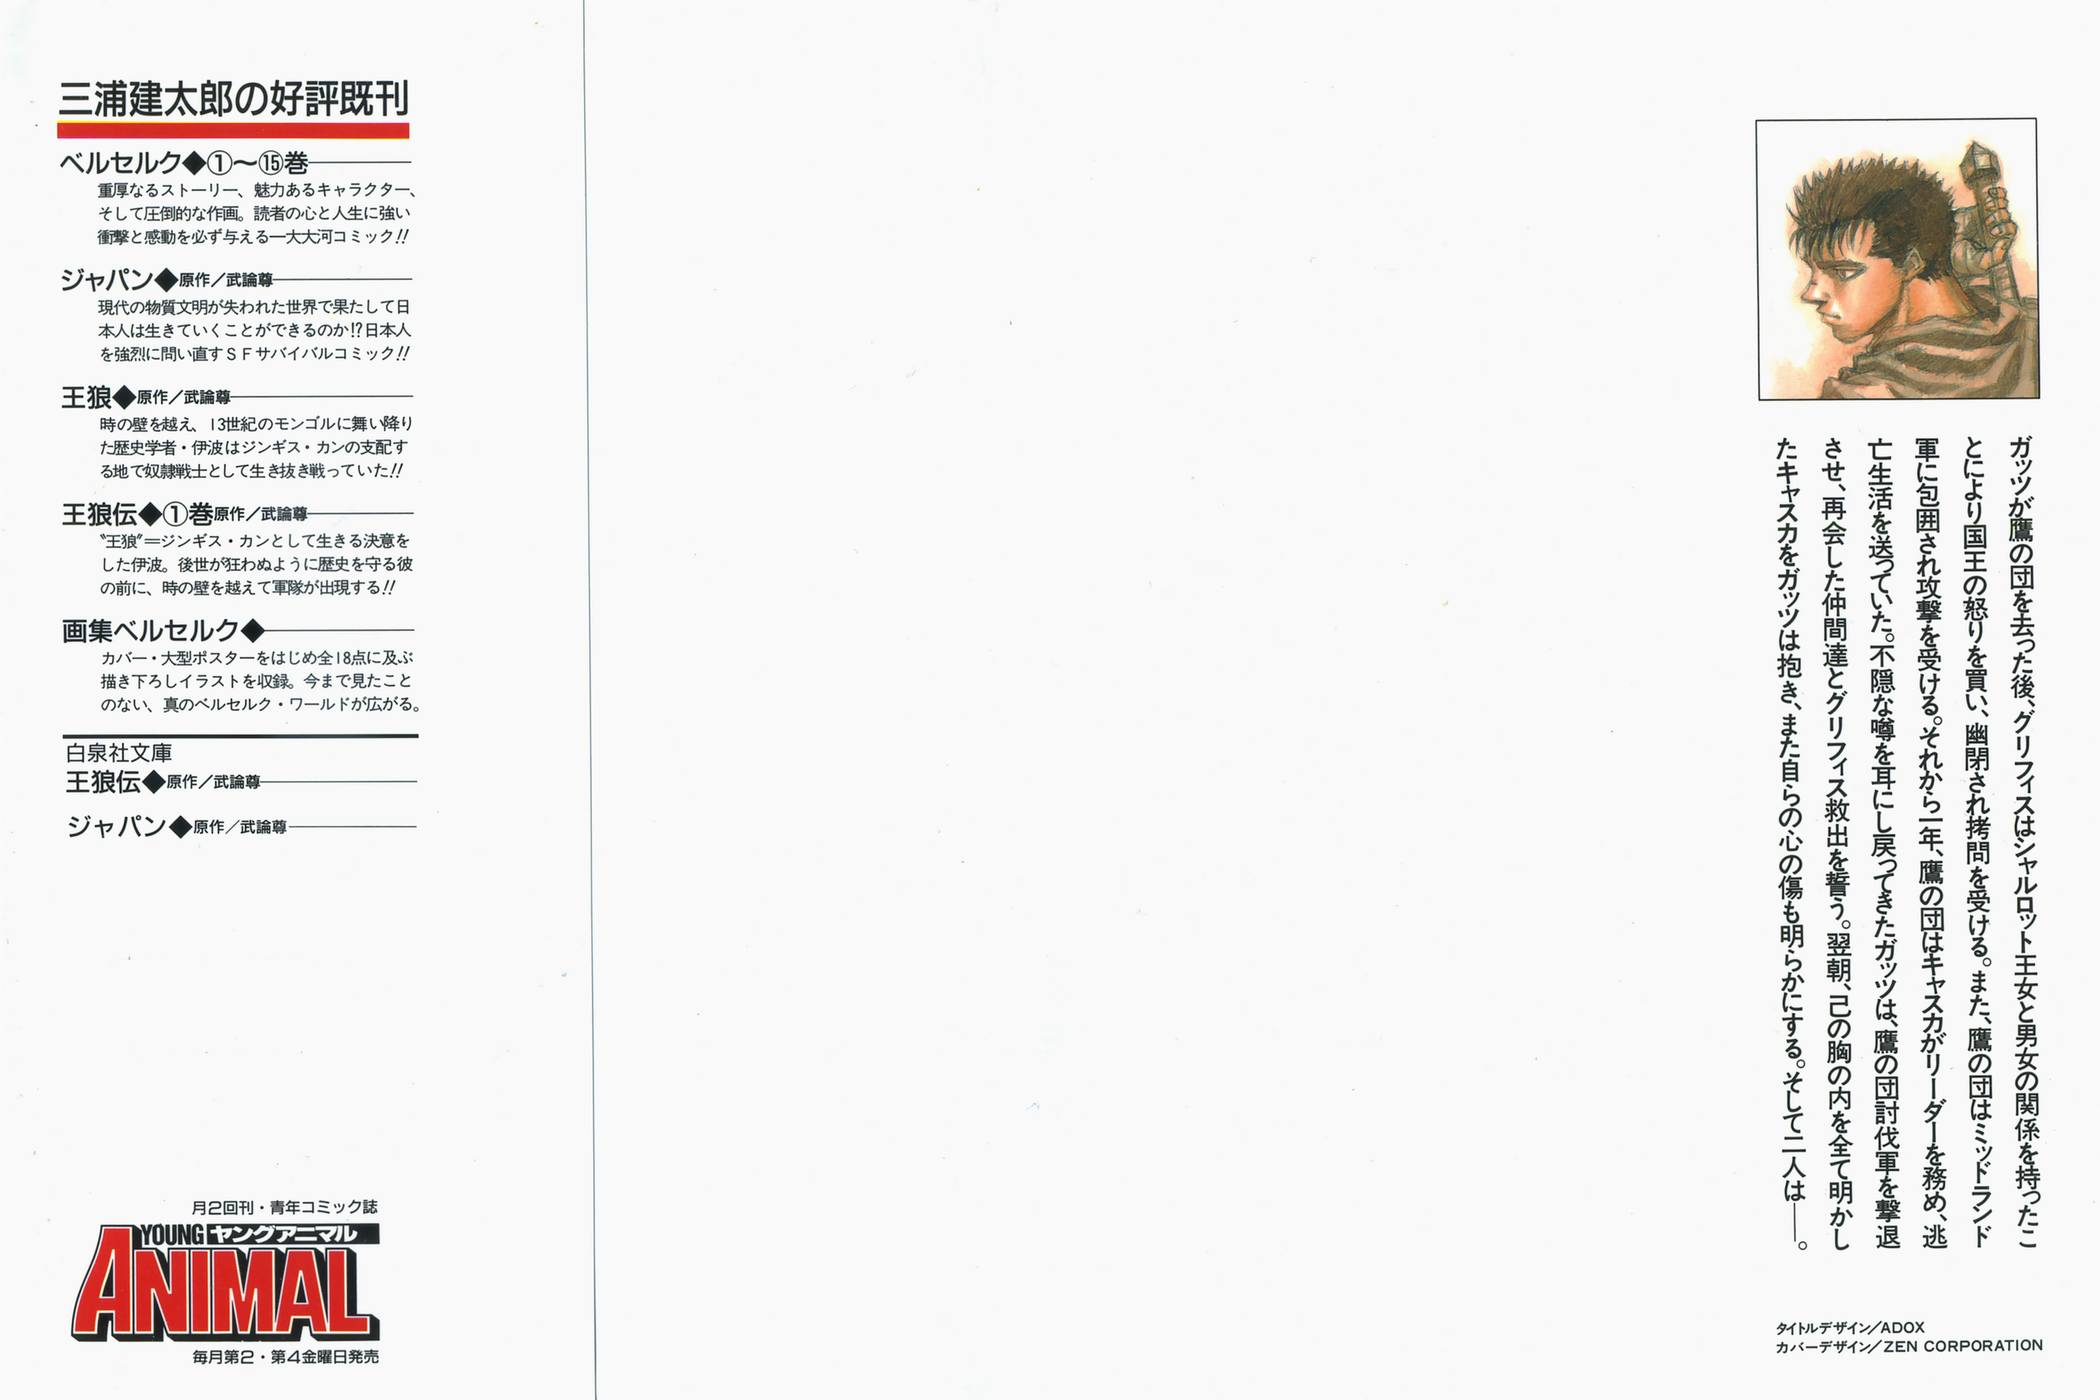 三浦建太郎の好評既刊
ベルセルク◆①〜⑮巻
重厚なるストーリー、魅力あるキャラクター、
そして圧倒的な作画。読者の心と人生に強い
衝撃と感動を必ず与える一大大河コミック!!
ジャパン◆原作／武論尊
現代の物質文明が失われた世界で果たして日
本人は生きていくことができるのか!?日本人
を強烈に問い直すＳＦサバイバルコミック!!
王狼◆原作／武論尊
時の壁を越え、13世紀のモンゴルに舞い降り
た歴史学者・伊波はジンギス・カンの支配す
る地で奴隷戦士として生き抜き戦っていた!!
王狼伝◆①巻原作／武論尊
〝王狼〟＝ジンギス・カンとして生きる決意を
した伊波。後世が狂わぬように歴史を守る彼
の前に、時の壁を越えて軍隊が出現する!!
画集ベルセルク◆
カバー・大型ポスターをはじめ全18点に及ぶ
描き下ろしイラストを収録。今まで見たこと
のない、真のベルセルク・ワールドが広がる。
白泉社文庫
王狼伝◆原作／武論尊
ジャパン◆原作／武論尊
月2回刊・青年コミック誌
YOUNG ヤングアニマル
ANIMAL
毎月第2・第4金曜日発売
ガッツが鷹の団を去った後、グリフィスはシャルロット王女と男女の関係を持ったこ
とにより国王の怒りを買い、幽閉され拷問を受ける。また、鷹の団はミッドランド
軍に包囲され攻撃を受ける。それから一年、鷹の団はキャスカがリーダーを務め、逃
亡生活を送っていた。不隠な噂を耳にし戻ってきたガッツは、鷹の団討伐軍を撃退
させ、再会した仲間達とグリフィス救出を誓う。翌朝、己の胸の内を全て明かし
たキャスカをガッツは抱き、また自らの心の傷も明らかにする。そして二人は――。
タイトルデザイン／ADOX
カバーデザイン／ZEN CORPORATION